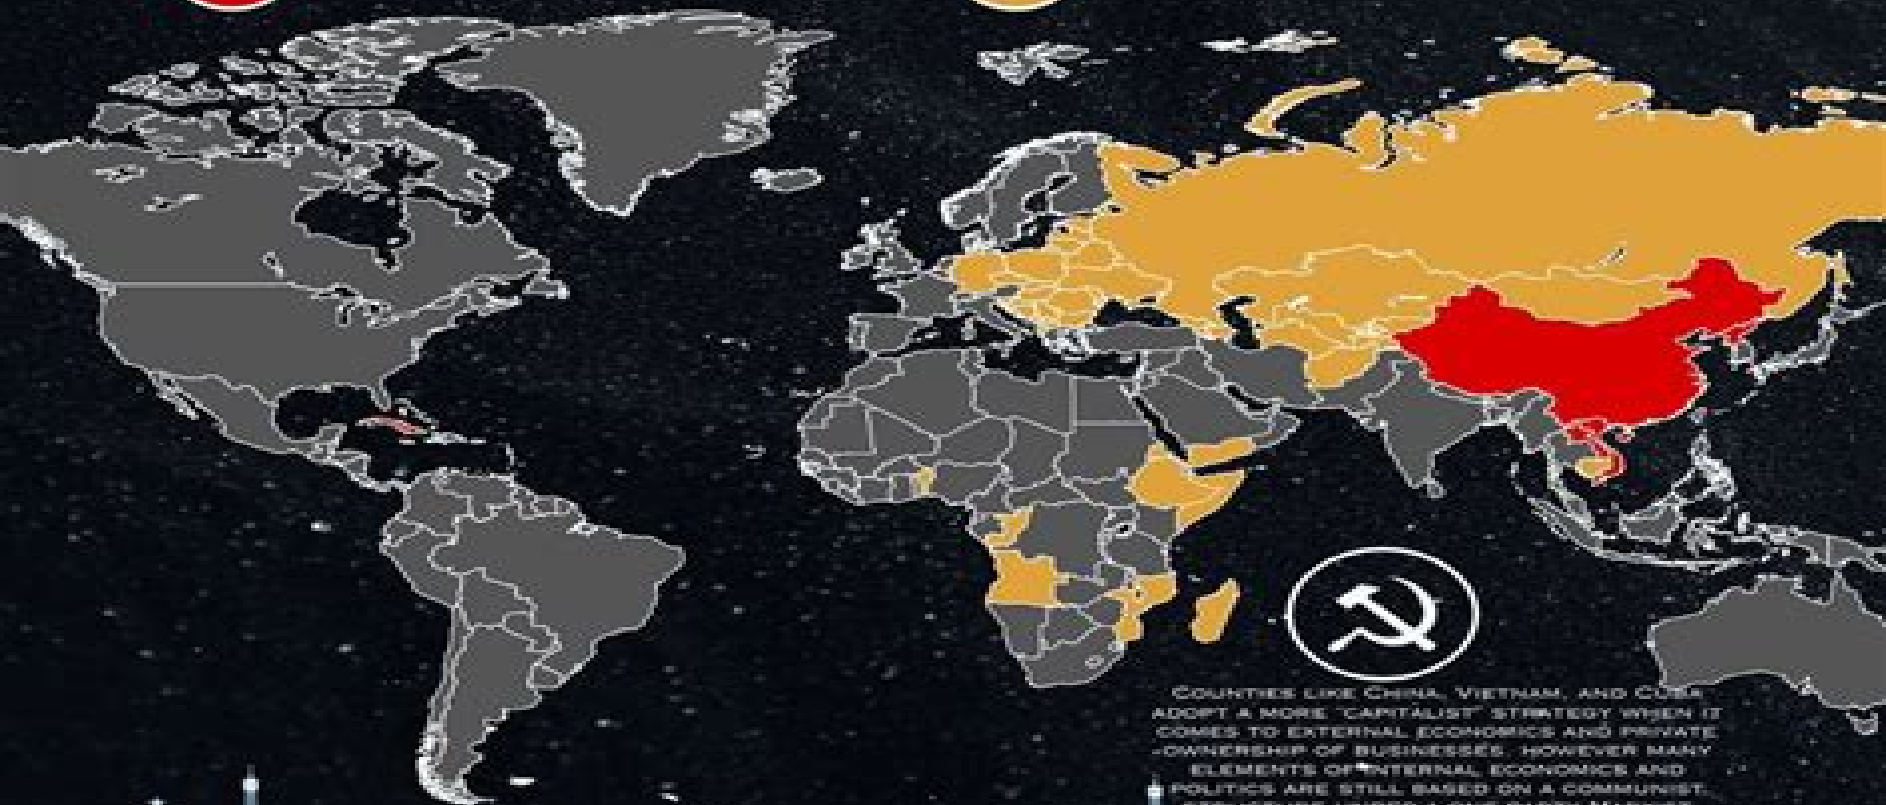 COUNTIES LIKE CHINA, VIETNAM, AND CUBA
ADOPT A MORE "CAPITALIST" STRATEGY WHEN IT
COMES TO EXTERNAL ECONOMICS AND PRIVATE
OWNERSHIP OF BUSINESSES. HOWEVER MANY
ELEMENTS OF INTERNAL ECONOMICS AND
POLITICS ARE STILL BASED ON A COMMUNIST